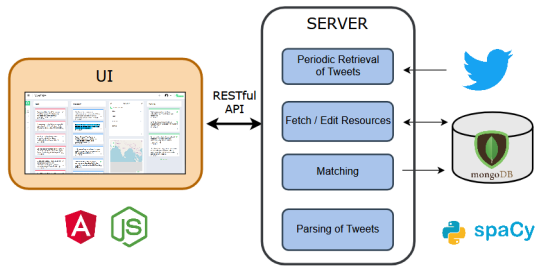 UI
RESTful
API
SERVER
Periodic Retrieval
of Tweets
Fetch / Edit Resources
Matching
Parsing of Tweets
mongoDB
A
JS
spaCy